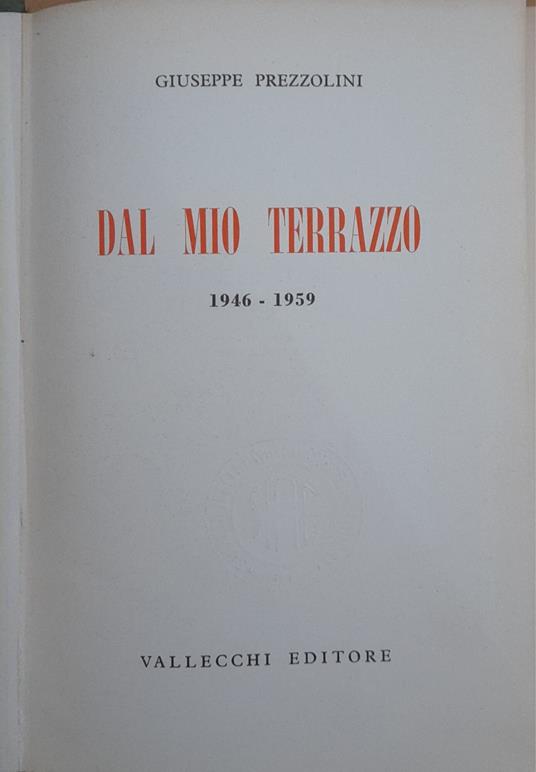 GIUSEPPE PREZZOLINI
DAL MIO TERRAZZO
1946 - 1959
VALLECCHI EDITORE